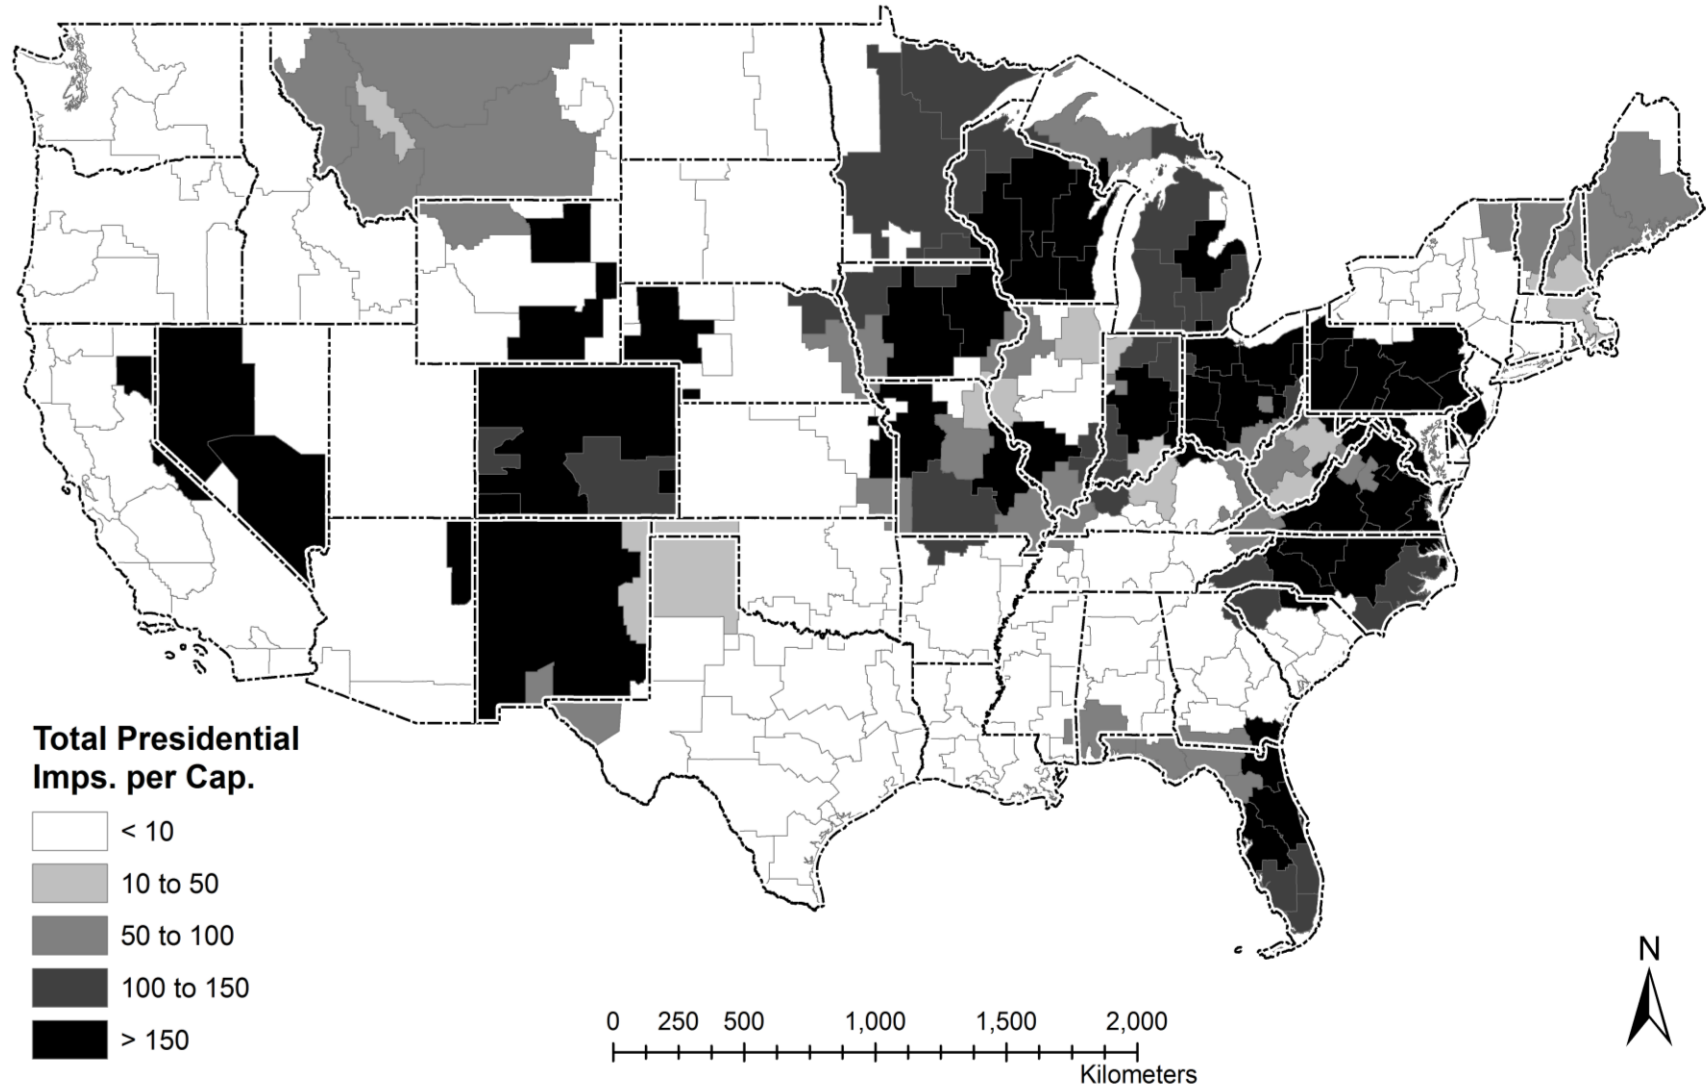 Total Presidential
Imps. per Cap.
< 10
10 to 50
50 to 100
100 to 150
> 150
0 250 500 1,000 1,500 2,000
Kilometers
N